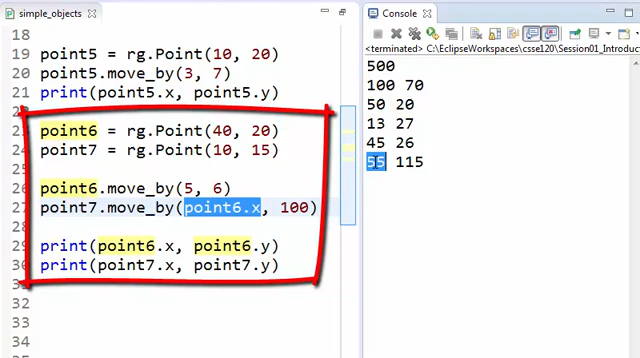 simple_objects
18
19 point5 = rg.Point(10, 20)
20 point5.move_by(3, 7)
21 print(point5.x, point5.y)
point6 = rg.Point(40, 20)
24 point7 = rg.Point(10, 15)
point6.move_by(5, 6)
27 point7.move_by(point6.x, 100)
print(point6.x, point6.y)
print(point7.x, point7.y)
32
33
34
35
Console
<terminated> C:\EclipseWorkspaces\csse120\Session01_Introduc
500
100 70
50 20
13 27
45 26
55 115